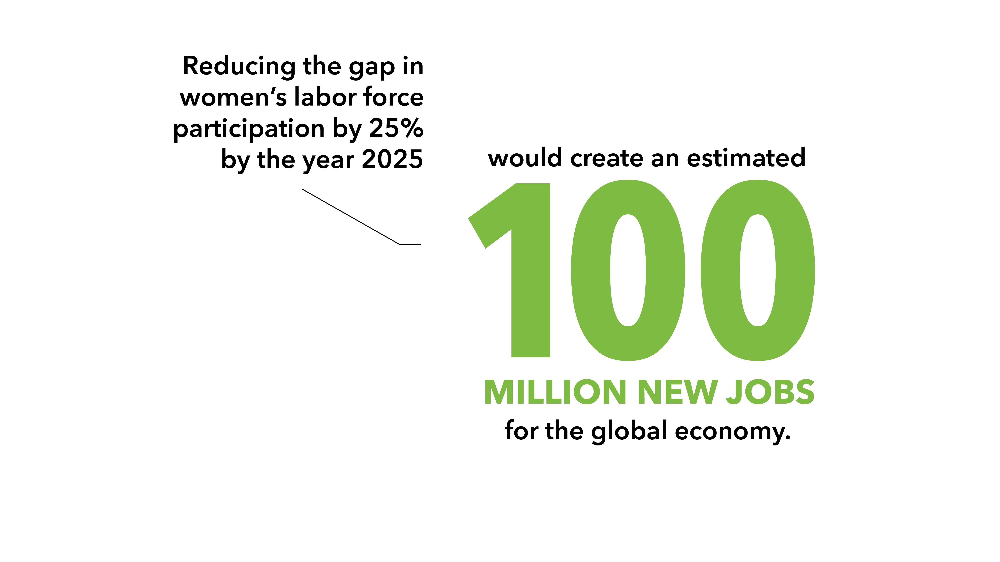 Reducing the gap in
women’s labor force
participation by 25%
by the year 2025
would create an estimated
100
MILLION NEW JOBS
for the global economy.